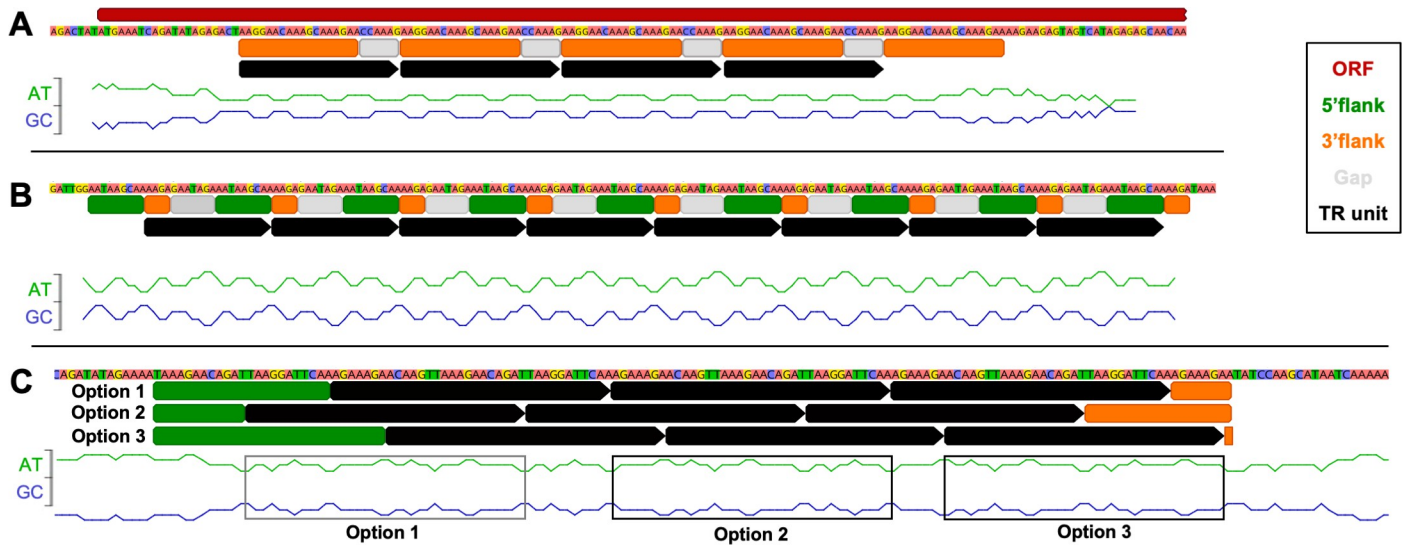 A
AGACTATATGAAATCAGATATAGAGACTAAGGAACAAAGCAAAGAACCAAAGAAGGAACAAAGCAAAGAACCAAAGAAGGAACAAAGCAAAGAACCAAAGAAGGAACAAAGCAAAGAACCAAAGAAGGAACAAAGCAAAGAAAAGAAGAGTAGTCATAGAGAGCAACAA
AT
GC
ORF
5'flank
3'flank
Gap
TR unit
B
GATTGGAATAAGCAAAAGAGAATAGAAATAAGCAAAAGAGAATAGAAATAAGCAAAAGAGAATAGAAATAAGCAAAAGAGAATAGAAATAAGCAAAAGAGAATAGAAATAAGCAAAAGAGAATAGAAATAAGCAAAAGAGAATAGAAATAAGCAAAAGAGAATAGAAATAAGCAAAAGATAAA
AT
GC
C
CAGATATAGAAAATAAAGAACAGATTAAGGATTCAAAGAAAGAACAAGTTAAAGAACAGATTAAGGATTCAAAGAAAGAACAAGTTAAAGAACAGATTAAGGATTCAAAGAAAGAACAAGTTAAAGAACAGATTAAGGATTCAAAGAAAGAATATCCAAGCATAATCAAAAA
Option 1
Option 2
Option 3
AT
GC
Option 1
Option 2
Option 3